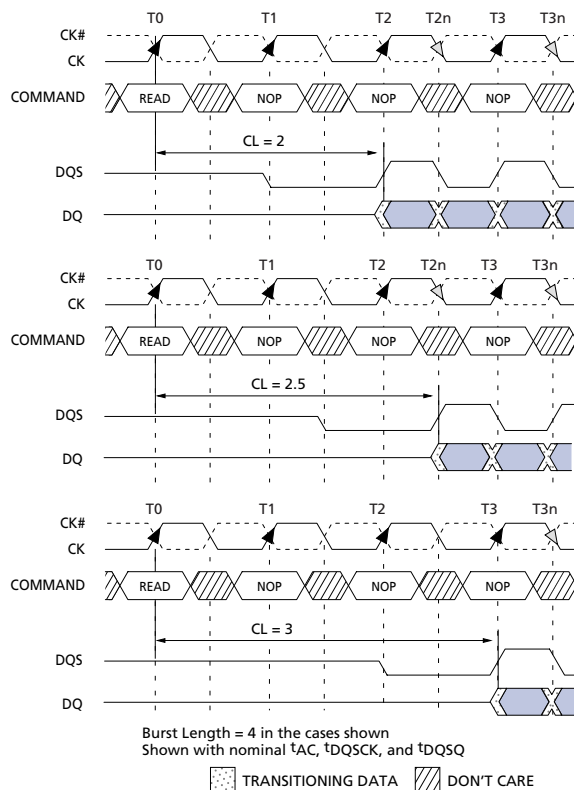 T0 T1 T2 T2n T3 T3n
CK#
CK
COMMAND READ NOP NOP NOP
CL = 2
DQS
DQ
T0 T1 T2 T2n T3 T3n
CK#
CK
COMMAND READ NOP NOP NOP
CL = 2.5
DQS
DQ
T0 T1 T2 T3 T3n
CK#
CK
COMMAND READ NOP NOP NOP
CL = 3
DQS
DQ
Burst Length = 4 in the cases shown
Shown with nominal tAC, tDQSCK, and tDQSQ
TRANSITIONING DATA DON'T CARE